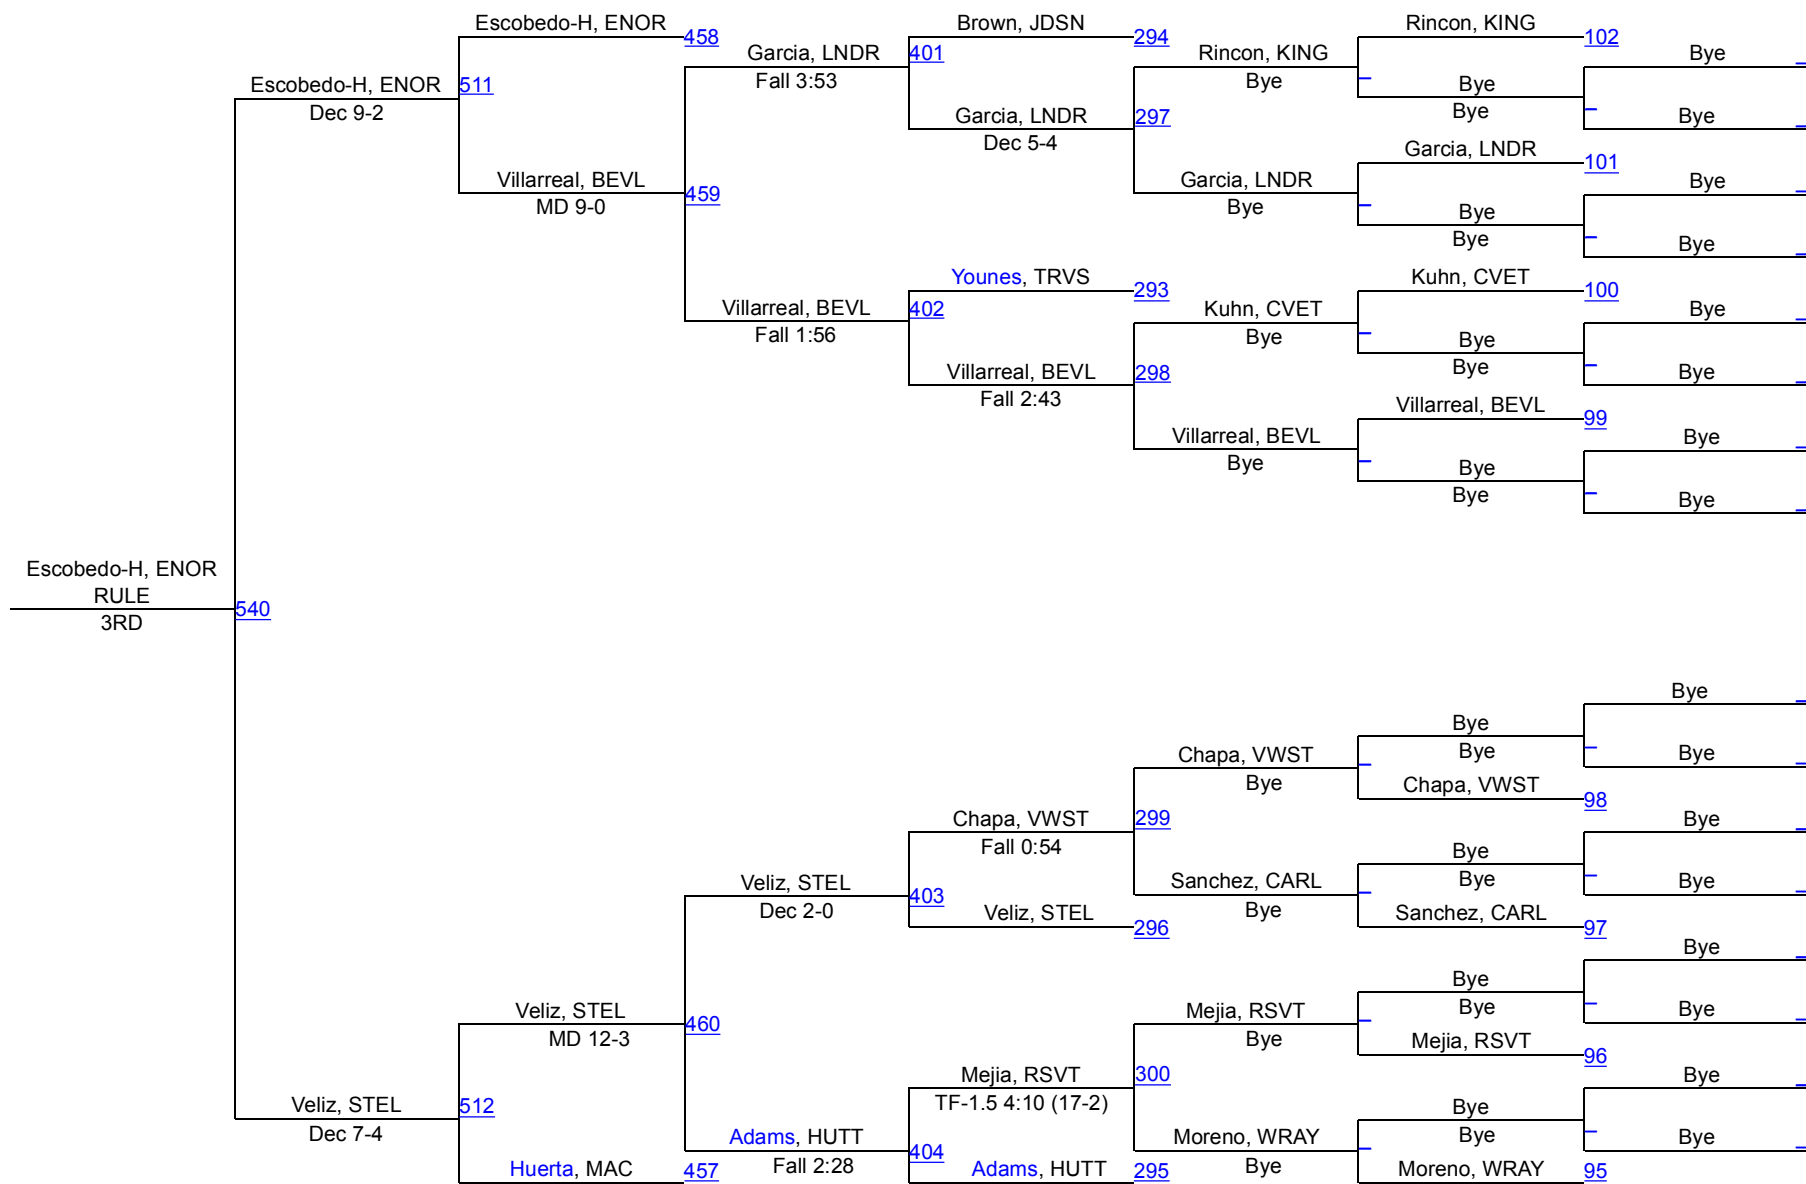 Escobedo-H, ENOR
458
Brown, JDSN
294
Rincon, KING
102
Garcia, LNDR
401
Fall 3:53
Rincon, KING
Bye
Bye
Bye
Bye
Escobedo-H, ENOR
511
Dec 9-2
Garcia, LNDR
297
Dec 5-4
Bye
Garcia, LNDR
101
Villarreal, BEVL
459
MD 9-0
Garcia, LNDR
Bye
Bye
Bye
Bye
Bye
Younes, TRVS
293
Kuhn, CVET
100
Villarreal, BEVL
402
Fall 1:56
Kuhn, CVET
Bye
Bye
Bye
Bye
Villarreal, BEVL
298
Fall 2:43
Bye
Villarreal, BEVL
99
Villarreal, BEVL
Bye
Bye
Bye
Bye
Bye
Escobedo-H, ENOR
RULE
540
3RD
Bye
Bye
Bye
Chapa, VWST
Bye
Bye
Chapa, VWST
98
Chapa, VWST
299
Fall 0:54
Bye
Bye
Bye
Veliz, STEL
403
Dec 2-0
Sanchez, CARL
Bye
Bye
Veliz, STEL
296
Sanchez, CARL
97
Bye
Bye
Bye
Veliz, STEL
460
MD 12-3
Mejia, RSVT
Bye
Bye
Mejia, RSVT
96
Mejia, RSVT
300
TF-1.5 4:10 (17-2)
Bye
Veliz, STEL
512
Dec 7-4
Bye
Bye
Adams, HUTT
404
Fall 2:28
Moreno, WRAY
Bye
Bye
Huerta, MAC
457
Adams, HUTT
295
Moreno, WRAY
95